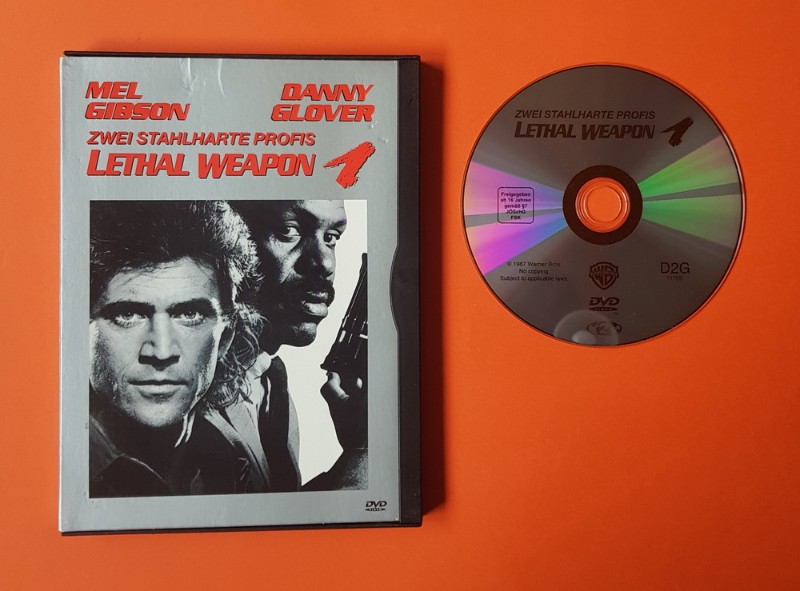 MEL
GIBSON
DANNY
GLOVER
ZWEI STAHLHARTE PROFIS
LETHAL WEAPON 1
DVD
ZWEI STAHLHARTE PROFIS
LETHAL WEAPON 1
Freigegeben
ab 16 Jahren
gemäß §7
JÖSchG
FSK
© 1987 Warner Bros.
No copying.
Subject to applicable laws.
WB
DVD
D2G